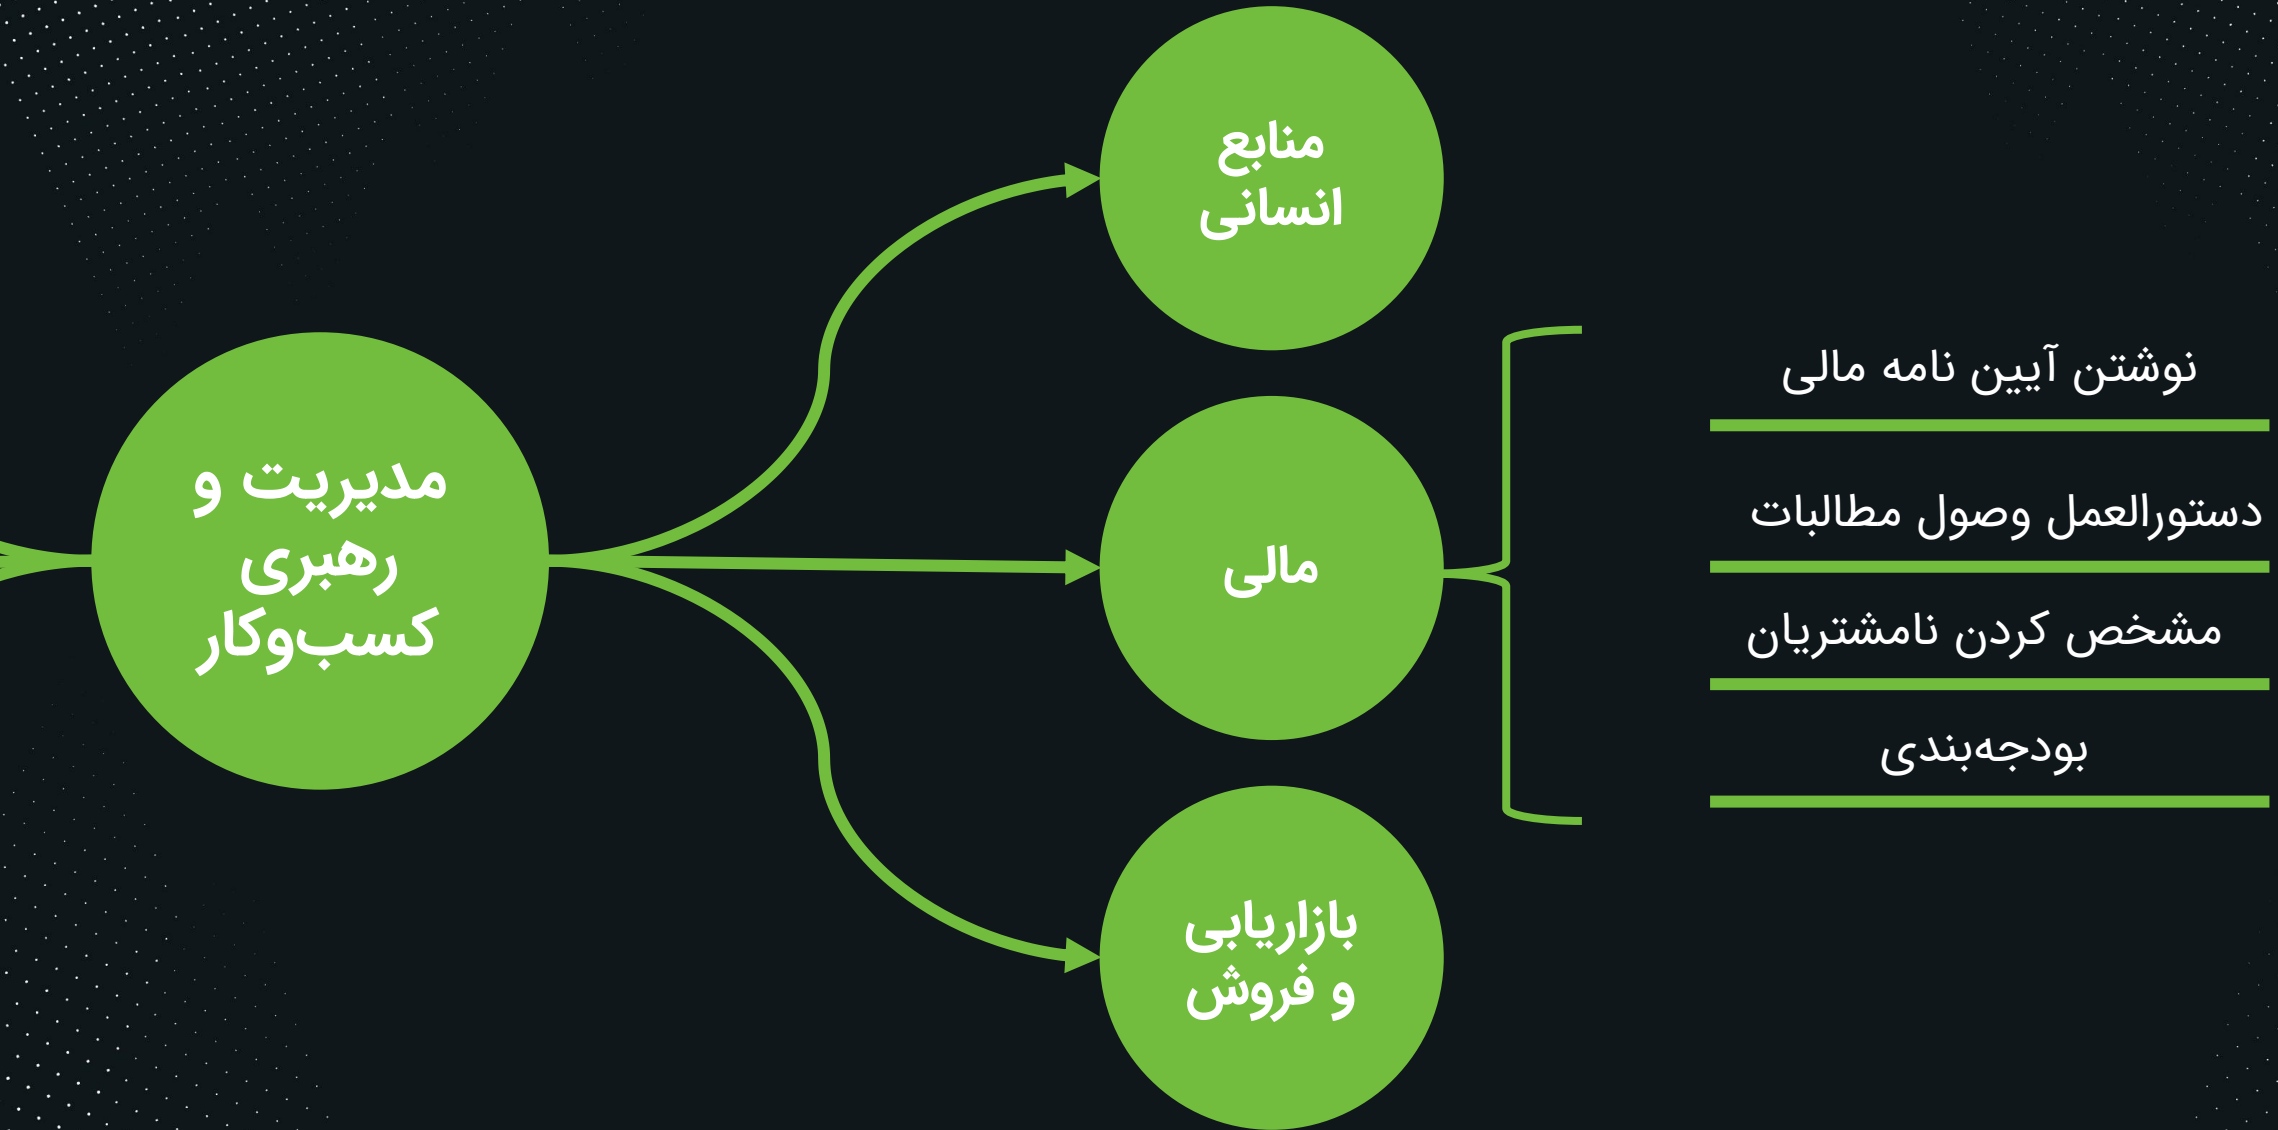 مدیریت و
رهبری
کسب‌وکار
منابع
انسانی
مالی
بازاریابی
و فروش
نوشتن آیین نامه مالی
دستورالعمل وصول مطالبات
مشخص کردن نامشتریان
بودجه‌بندی